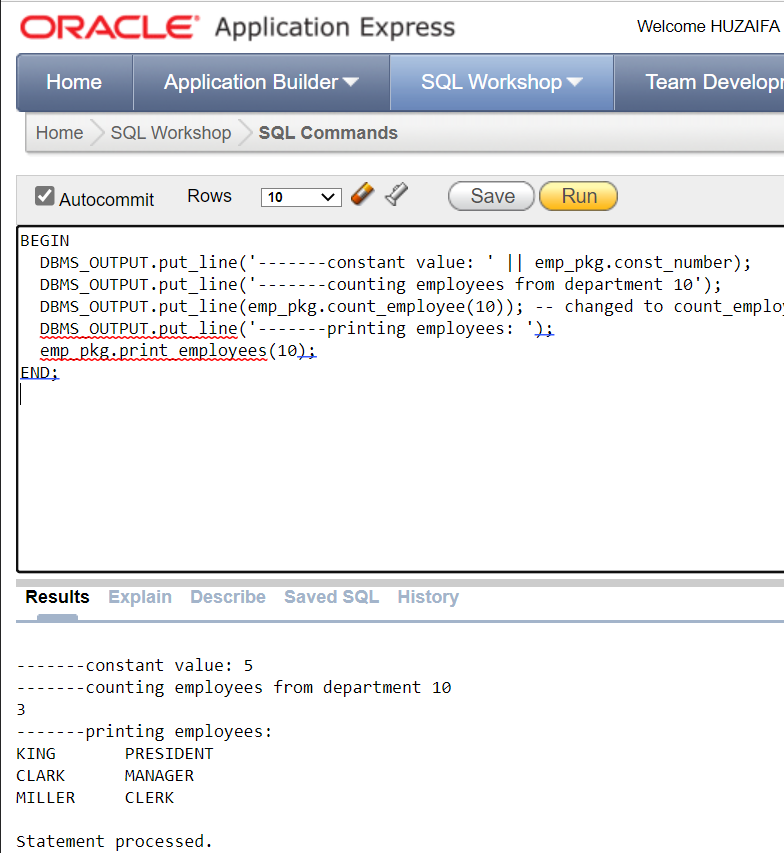 ORACLE® Application Express
Welcome HUZAIFA
Home Application Builder SQL Workshop Team Develop
Home SQL Workshop SQL Commands
Autocommit Rows 10 Save Run
BEGIN
  DBMS_OUTPUT.put_line('-------constant value: ' || emp_pkg.const_number);
  DBMS_OUTPUT.put_line('-------counting employees from department 10');
  DBMS_OUTPUT.put_line(emp_pkg.count_employee(10)); -- changed to count_emplo
  DBMS_OUTPUT.put_line('-------printing employees: ');
  emp_pkg.print_employees(10);
END;
Results Explain Describe Saved SQL History
-------constant value: 5
-------counting employees from department 10
3
-------printing employees:
KING       PRESIDENT
CLARK      MANAGER
MILLER     CLERK
Statement processed.